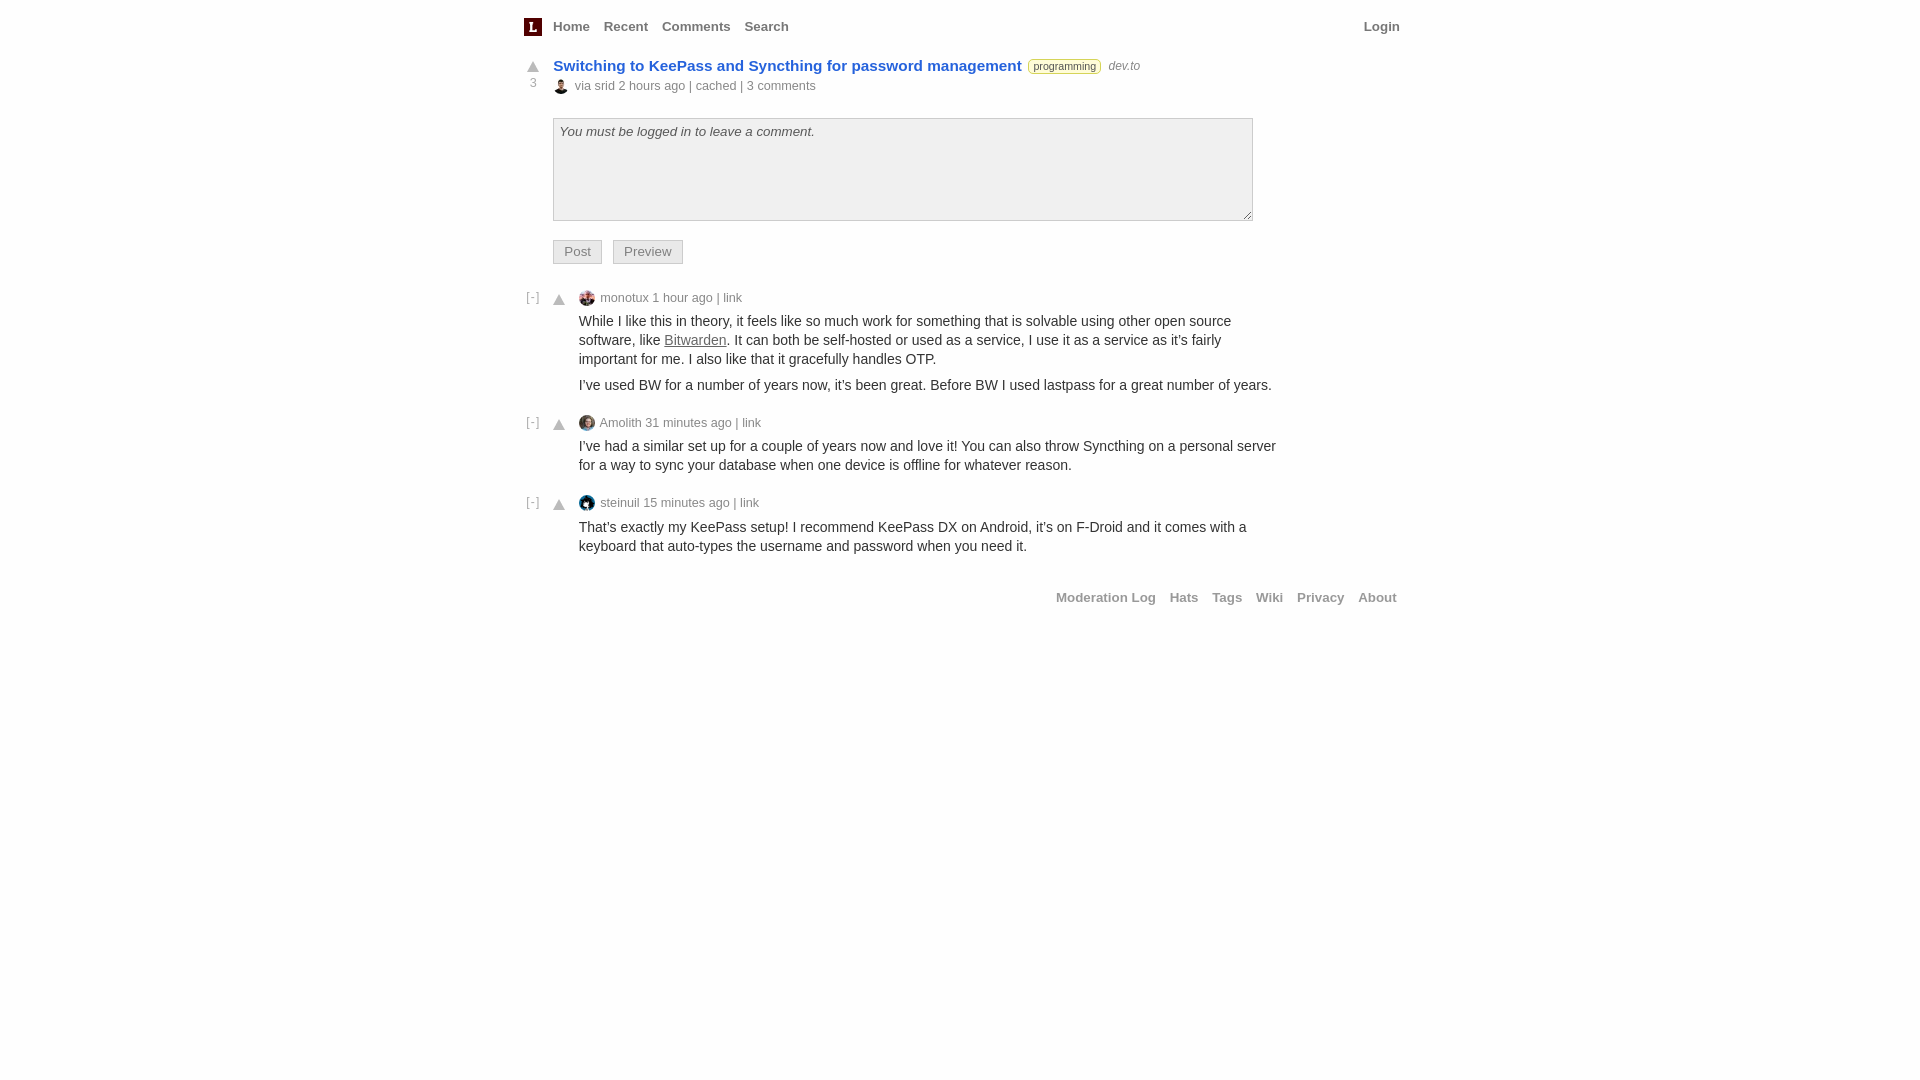 L Home Recent Comments Search Login
Switching to KeePass and Syncthing for password management programming dev.to
3
via srid 2 hours ago | cached | 3 comments
You must be logged in to leave a comment.
Post Preview
[-] monotux 1 hour ago | link
While I like this in theory, it feels like so much work for something that is solvable using other open source
software, like Bitwarden. It can both be self-hosted or used as a service, I use it as a service as it’s fairly
important for me. I also like that it gracefully handles OTP.
I’ve used BW for a number of years now, it’s been great. Before BW I used lastpass for a great number of years.
[-] Amolith 31 minutes ago | link
I’ve had a similar set up for a couple of years now and love it! You can also throw Syncthing on a personal server
for a way to sync your database when one device is offline for whatever reason.
[-] steinuil 15 minutes ago | link
That’s exactly my KeePass setup! I recommend KeePass DX on Android, it’s on F-Droid and it comes with a
keyboard that auto-types the username and password when you need it.
Moderation Log Hats Tags Wiki Privacy About